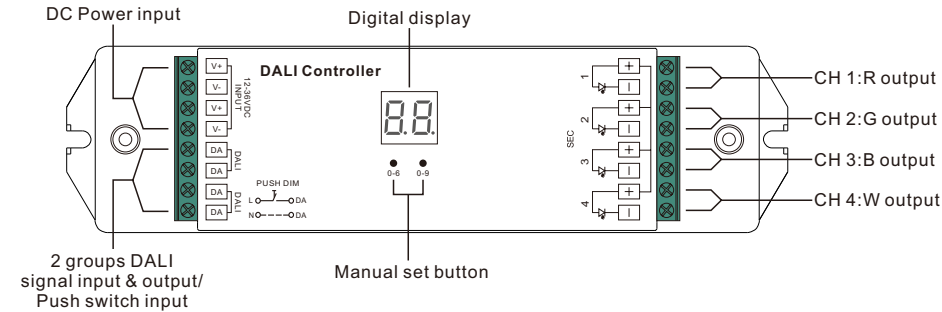 DC Power input
Digital display
DALI Controller
V+
V-
V+
V-
12-36VDC
INPUT
DA
DA
DALI
DA
DA
DALI
PUSH DIM
L DA
N DA
8.8.
0-6 0-9
SEC
1
+
−
2
+
−
3
+
−
4
+
−
CH 1:R output
CH 2:G output
CH 3:B output
CH 4:W output
2 groups DALI
signal input & output/
Push switch input
Manual set button